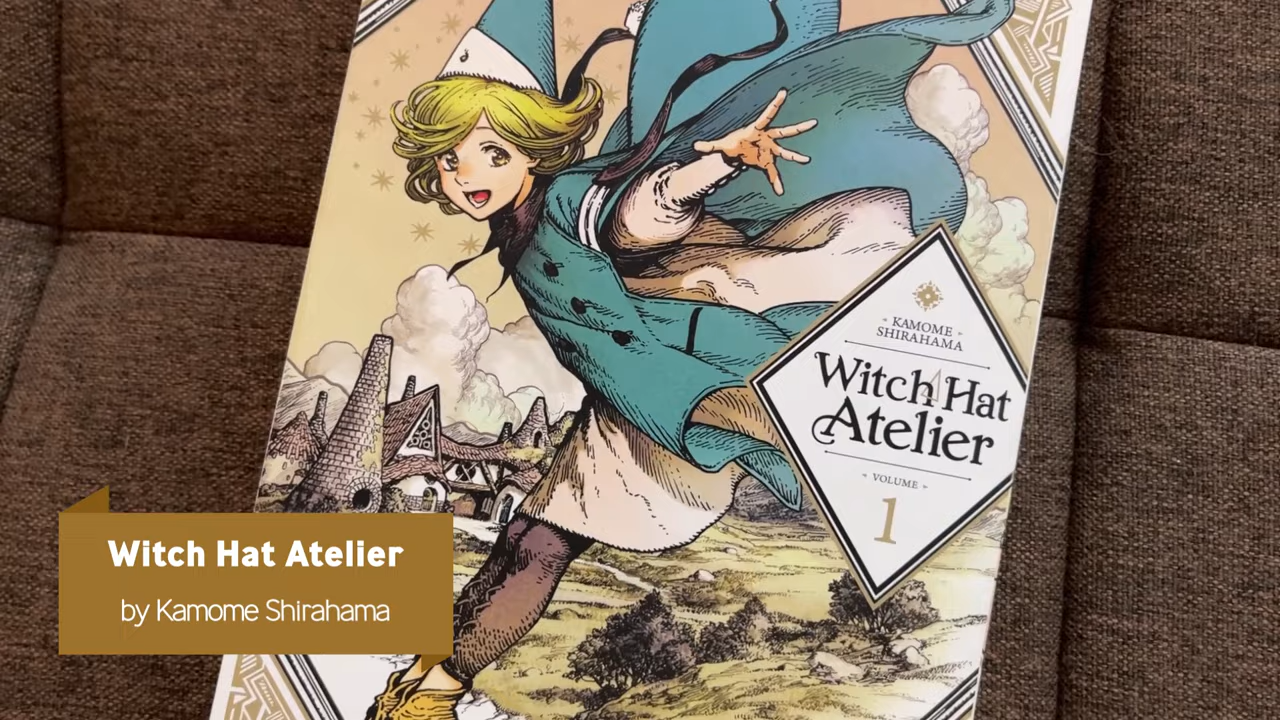 KAMOME
SHIRAHAMA
Witch Hat
Atelier
VOLUME
1
Witch Hat Atelier
by Kamome Shirahama